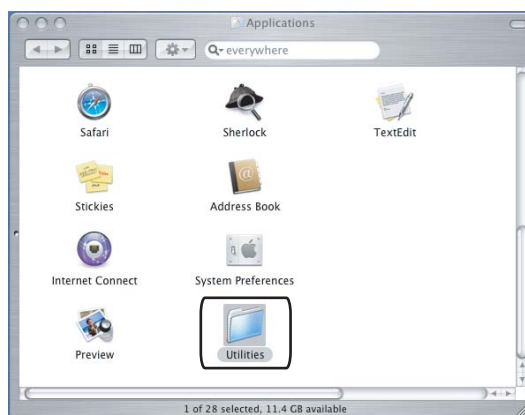 Applications
everywhere
Safari
Sherlock
TextEdit
Stickies
Address Book
Internet Connect
System Preferences
Preview
Utilities
1 of 28 selected, 11.4 GB available